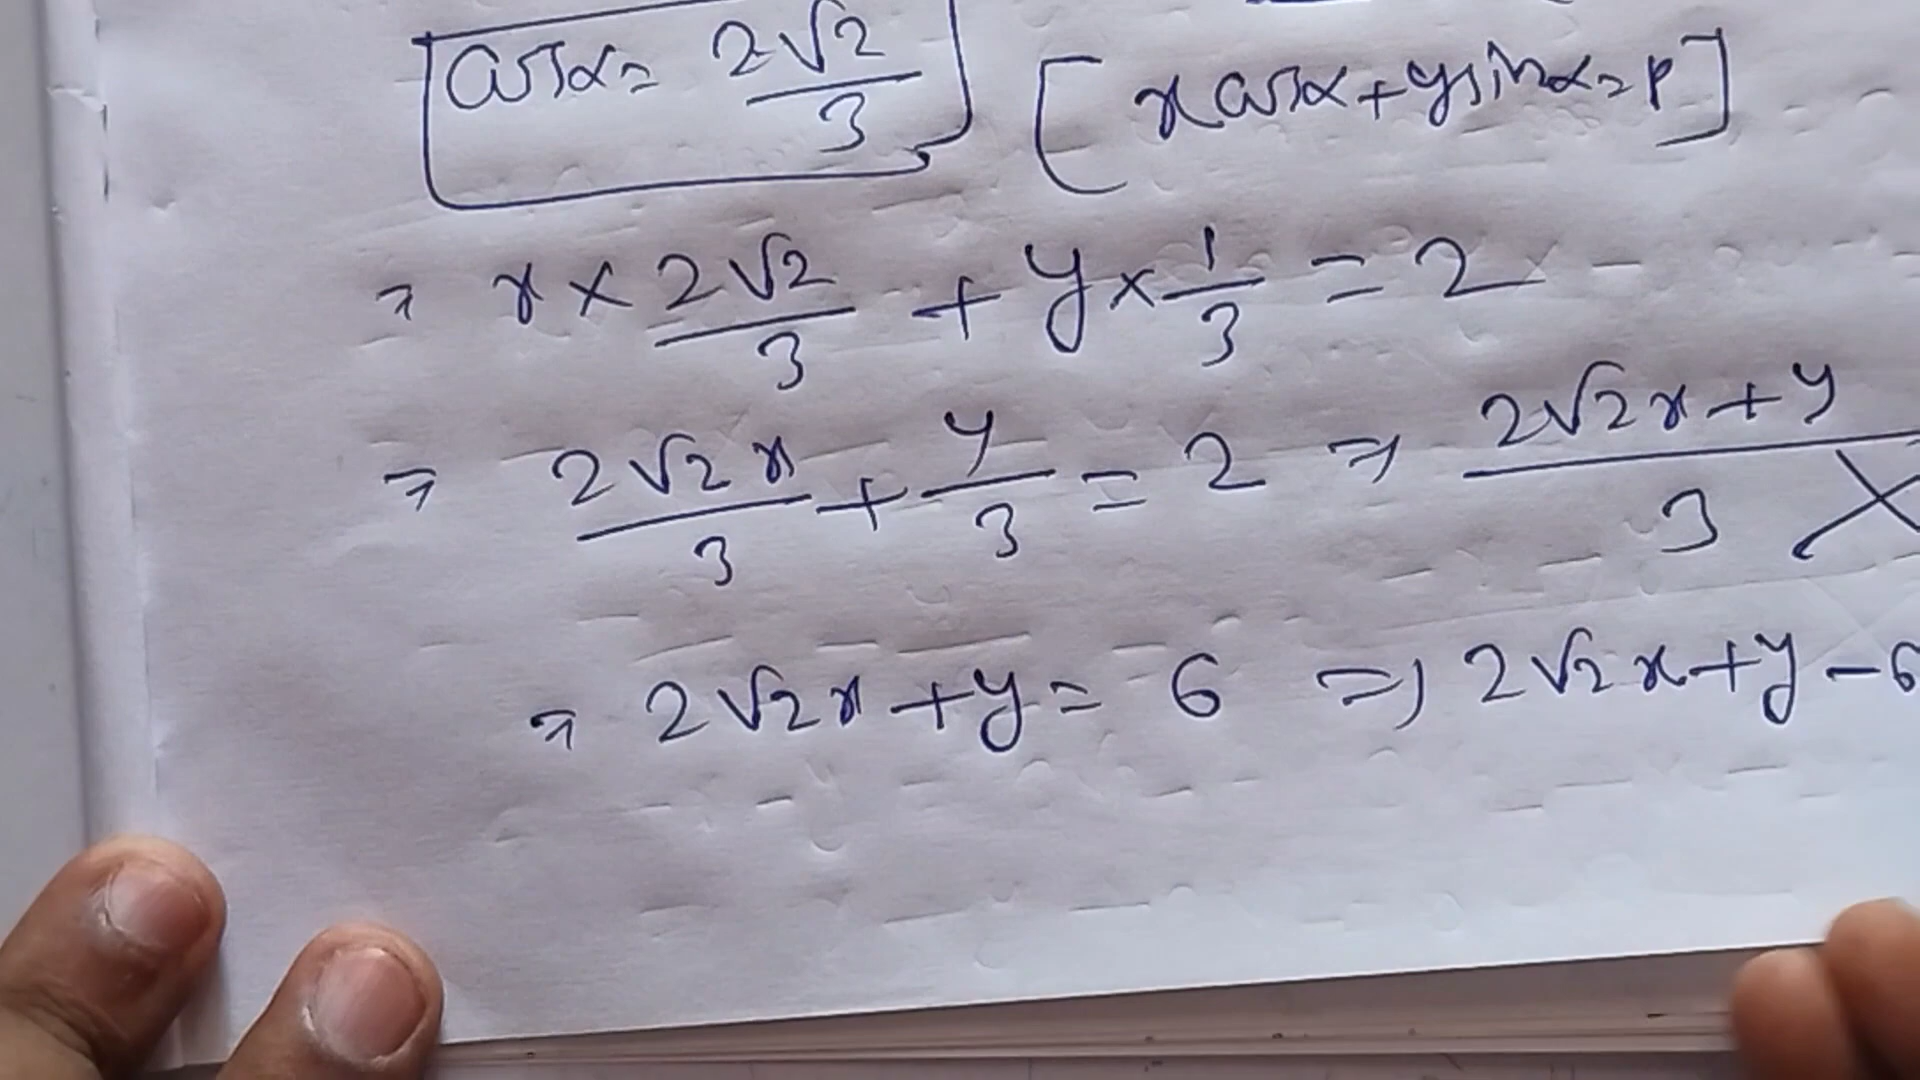 cosα = 2√2/3 [x cosα + y sinα = P]
⇒ x × 2√2/3 + y × 1/3 = 2
⇒ 2√2x/3 + y/3 = 2 ⇒ 2√2x + y/3
⇒ 2√2x + y = 6 ⇒ 2√2x + y - 6